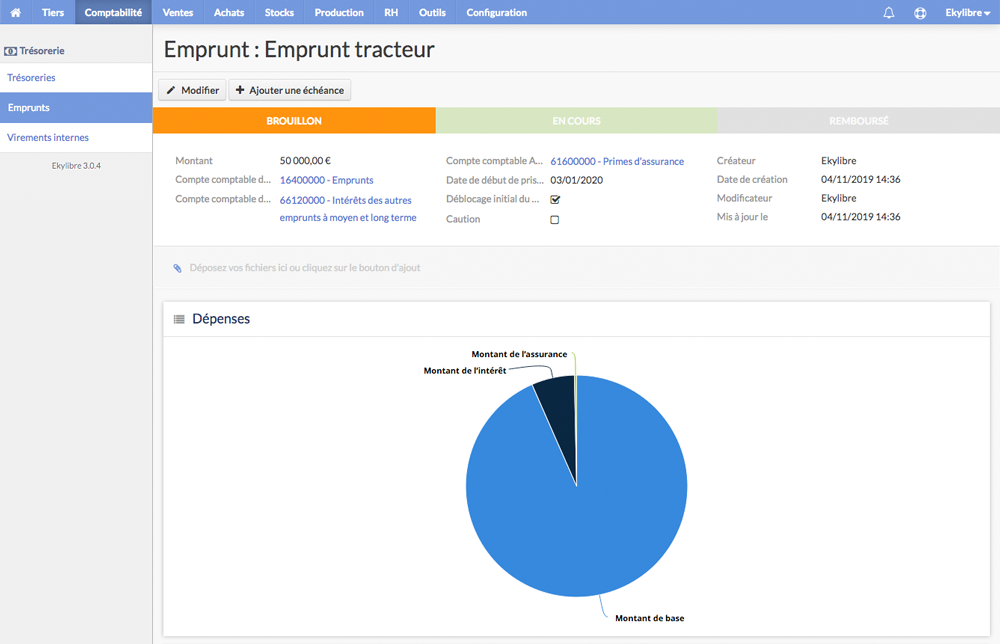 Tiers Comptabilité Ventes Achats Stocks Production RH Outils Configuration Ekylibre
Trésorerie
Trésoreries
Emprunts
Virements internes
Ekylibre 3.0.4
Emprunt : Emprunt tracteur
Modifier Ajouter une échéance
BROUILLON EN COURS REMBOURSÉ
Montant 50 000,00 €
Compte comptable d... 16400000 - Emprunts
Compte comptable d... 66120000 - Intérêts des autres
emprunts à moyen et long terme
Compte comptable A... 61600000 - Primes d'assurance
Date de début de pris... 03/01/2020
Déblocage initial du ...
Caution
Créateur Ekylibre
Date de création 04/11/2019 14:36
Modificateur Ekylibre
Mis à jour le 04/11/2019 14:36
Déposez vos fichiers ici ou cliquez sur le bouton d'ajout
Dépenses
Montant de l'assurance
Montant de l'intérêt
Montant de base